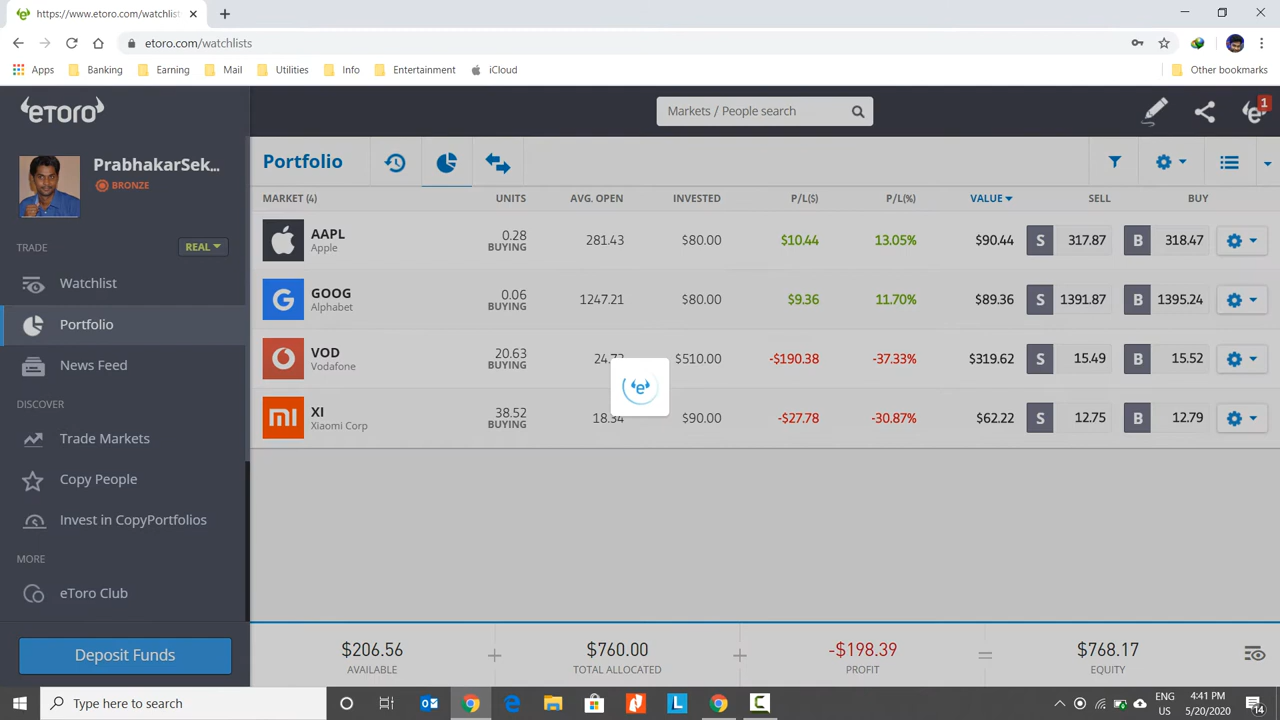 https://www.etoro.com/watchlist
etoro.com/watchlists
Apps Banking Earning Mail Utilities Info Entertainment iCloud Other bookmarks
eTORO
Markets / People search
1
PrabhakarSek...
BRONZE
Portfolio
TRADE REAL
MARKET (4) UNITS AVG. OPEN INVESTED P/L($) P/L(%) VALUE SELL BUY
AAPL 0.28 281.43 $80.00 $10.44 13.05% $90.44 S 317.87 B 318.47
Apple BUYING
Watchlist
GOOG 0.06 1247.21 $80.00 $9.36 11.70% $89.36 S 1391.87 B 1395.24
Alphabet BUYING
Portfolio
VOD 20.63 $510.00 -$190.38 -37.33% $319.62 S 15.49 B 15.52
Vodafone BUYING
News Feed
DISCOVER
XI 38.52 18.34 $90.00 -$27.78 -30.87% $62.22 S 12.75 B 12.79
Xiaomi Corp BUYING
Trade Markets
Copy People
Invest in CopyPortfolios
MORE
eToro Club
Deposit Funds
$206.56 + $760.00 + -$198.39 = $768.17
AVAILABLE TOTAL ALLOCATED PROFIT EQUITY
Type here to search
ENG
US
4:41 PM
5/20/2020
14